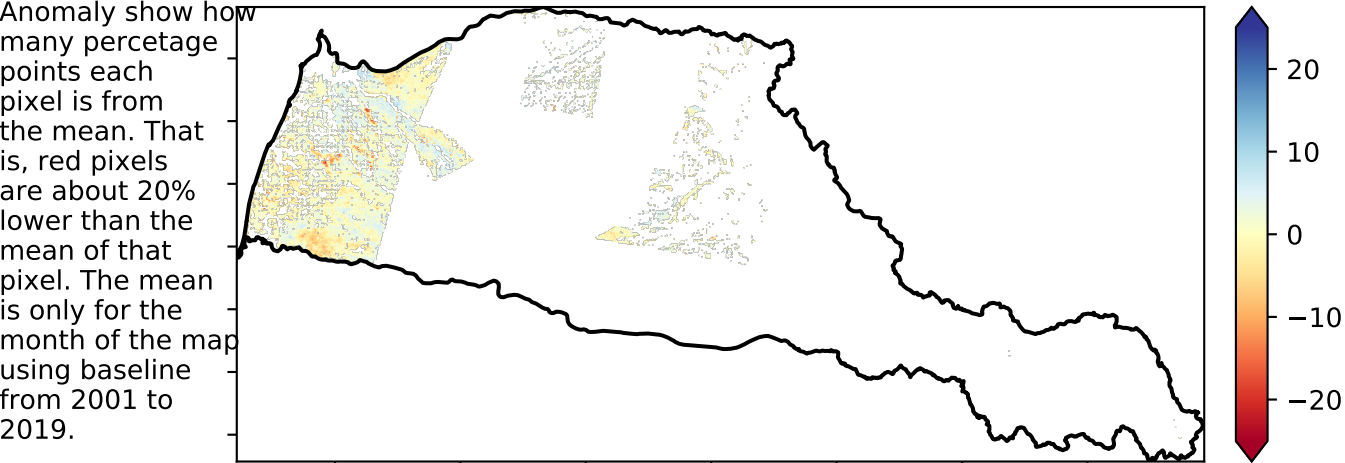 Anomaly show how
many percetage
points each
pixel is from
the mean. That
is, red pixels
are about 20%
lower than the
mean of that
pixel. The mean
is only for the
month of the map
using baseline
from 2001 to
2019.
20
10
0
−10
−20